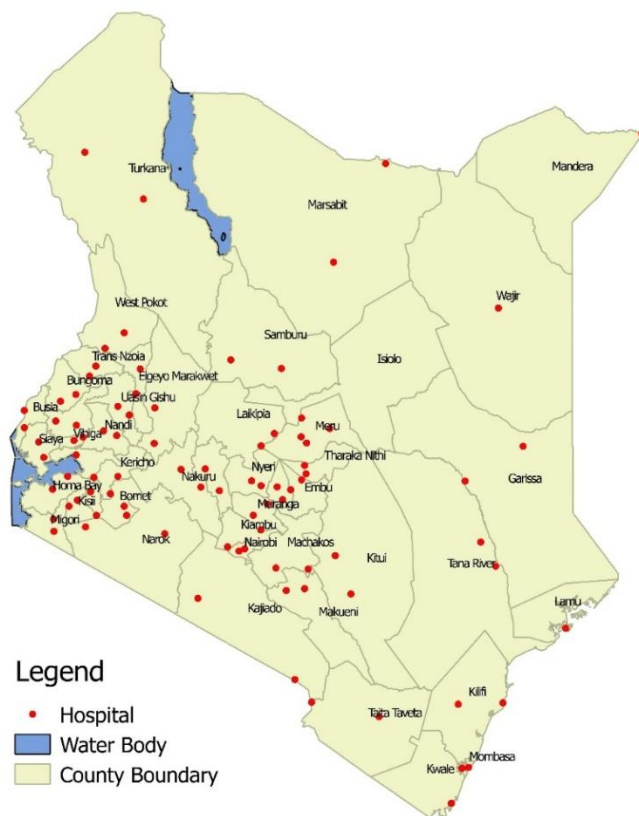 Turkana
Mandera
Marsabit
Wajir
West Pokot
Samburu
Trans Nzoia
Isiolo
Elgeyo Marakwet
Bungoma
Uasin Gishu
Busia
Laikipia
Meru
Nandi
Siaya
Vihiga
Tharaka Nithi
Kericho
Nyeri
Garissa
Nakuru
Homa Bay
Embu
Kisii
Bomet
Muranga
Migori
Kiambu
Narok
Nairobi
Machakos
Kitui
Tana River
Kajiado
Makueni
Lamu
Kilifi
Taita Taveta
Mombasa
Kwale
Legend
Hospital
Water Body
County Boundary